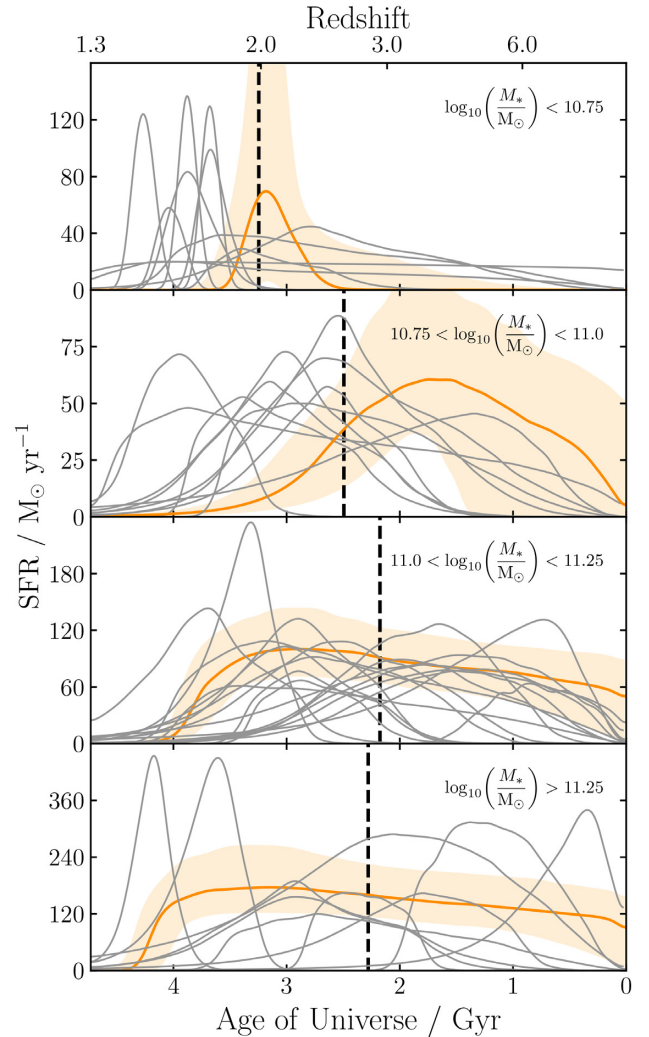 Redshift
1.3 2.0 3.0 6.0
log₁₀(M*/M☉) < 10.75
120
80
40
0
10.75 < log₁₀(M*/M☉) < 11.0
75
50
25
0
SFR / M☉ yr⁻¹
11.0 < log₁₀(M*/M☉) < 11.25
180
120
60
0
log₁₀(M*/M☉) > 11.25
360
240
120
0
4 3 2 1 0
Age of Universe / Gyr